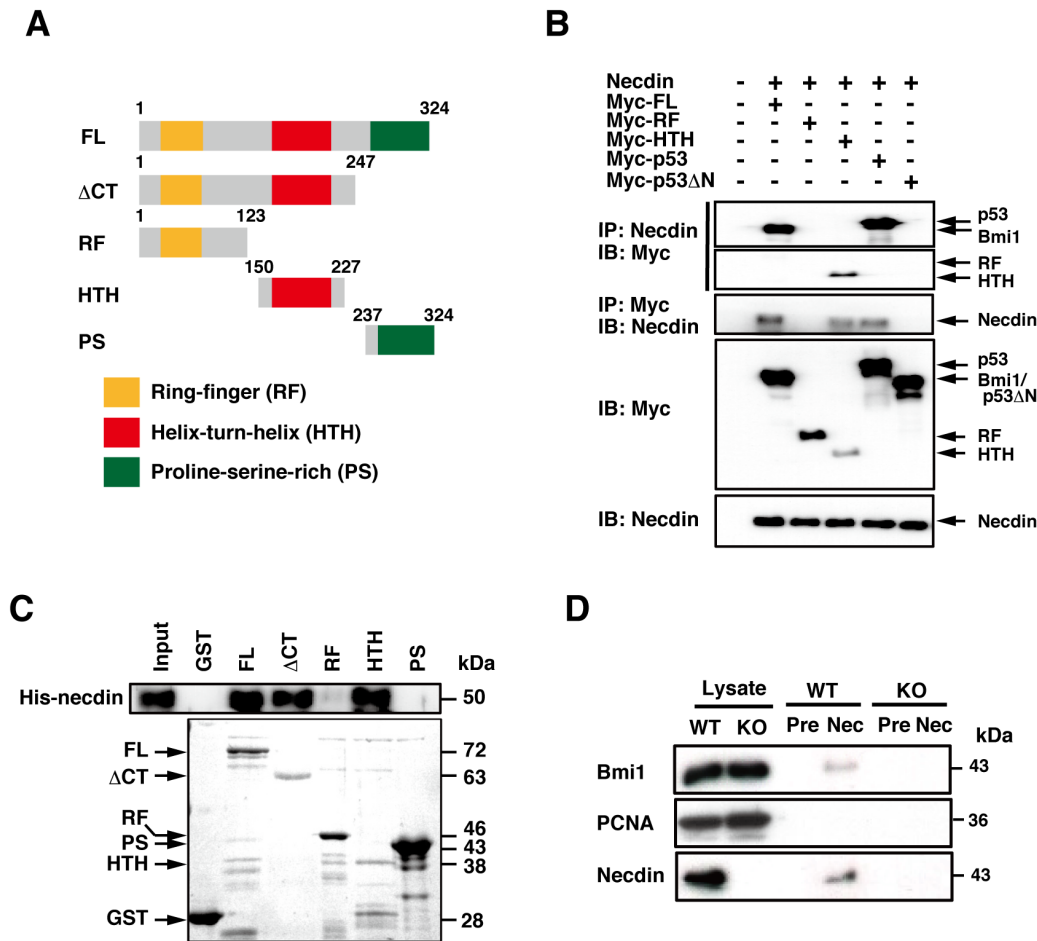 A
1 324
FL
1 247
ΔCT
1 123
RF
150 227
HTH
237 324
PS
Ring-finger (RF)
Helix-turn-helix (HTH)
Proline-serine-rich (PS)
B
Necdin - + + + + +
Myc-FL - + - - - -
Myc-RF - - + - - -
Myc-HTH - - - + - -
Myc-p53 - - - - + -
Myc-p53ΔN - - - - - +
IP: Necdin
IB: Myc
p53
Bmi1
RF
HTH
IP: Myc
IB: Necdin
Necdin
IB: Myc
p53
Bmi1/
p53ΔN
RF
HTH
IB: Necdin
Necdin
C
Input GST FL ΔCT RF HTH PS kDa
His-necdin 50
FL 72
ΔCT 63
RF 46
PS 43
HTH 38
GST 28
D
Lysate WT KO
WT KO Pre Nec Pre Nec kDa
Bmi1 43
PCNA 36
Necdin 43